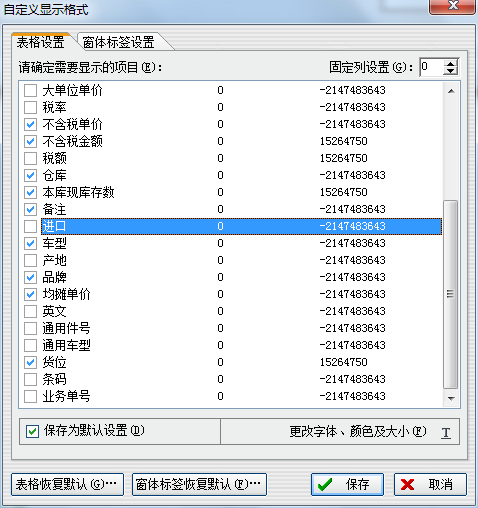 自定义显示格式
表格设置 窗体标签设置
请确定需要显示的项目(E): 固定列设置(G): 0
大单位单价 0 -2147483643
税率 0 -2147483643
不含税单价 0 -2147483643
不含税金额 0 15264750
税额 0 -2147483643
仓库 0 -2147483643
本库现库存数 0 15264750
备注 0 -2147483643
进口 0 -2147483643
车型 0 -2147483643
产地 0 -2147483643
品牌 0 -2147483643
均摊单价 0 -2147483643
英文 0 -2147483643
通用件号 0 -2147483643
通用车型 0 -2147483643
货位 0 15264750
条码 0 -2147483643
业务单号 0 -2147483643
保存为默认设置(D) 更改字体、颜色及大小(F) T
表格恢复默认(G)... 窗体标签恢复默认(F)... 保存 取消